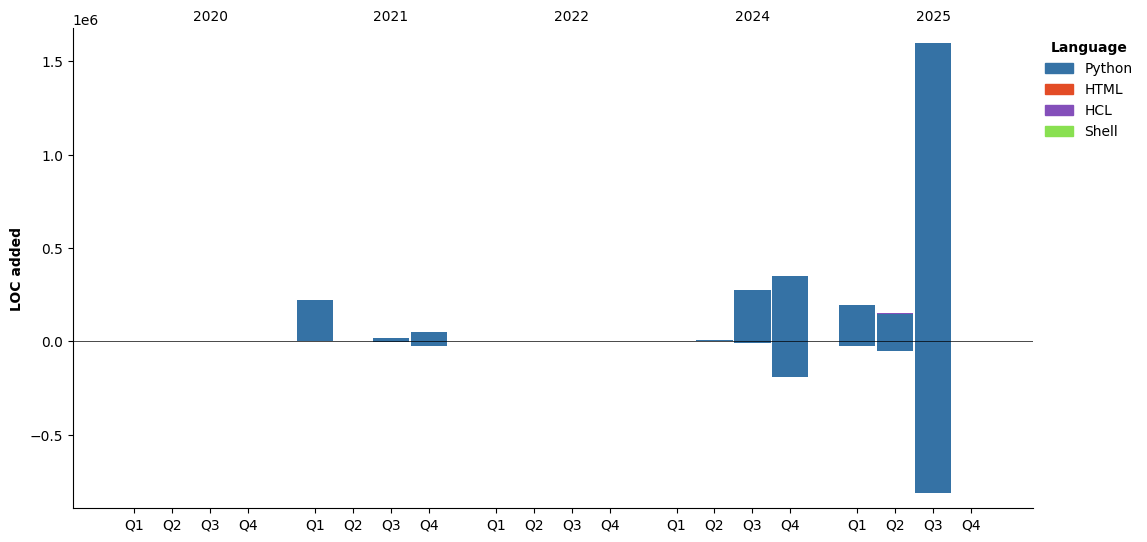 1e6
2020 2021 2022 2024 2025
Language
Python
HTML
HCL
Shell
LOC added
1.5
1.0
0.5
0.0
−0.5
Q1 Q2 Q3 Q4 Q1 Q2 Q3 Q4 Q1 Q2 Q3 Q4 Q1 Q2 Q3 Q4 Q1 Q2 Q3 Q4